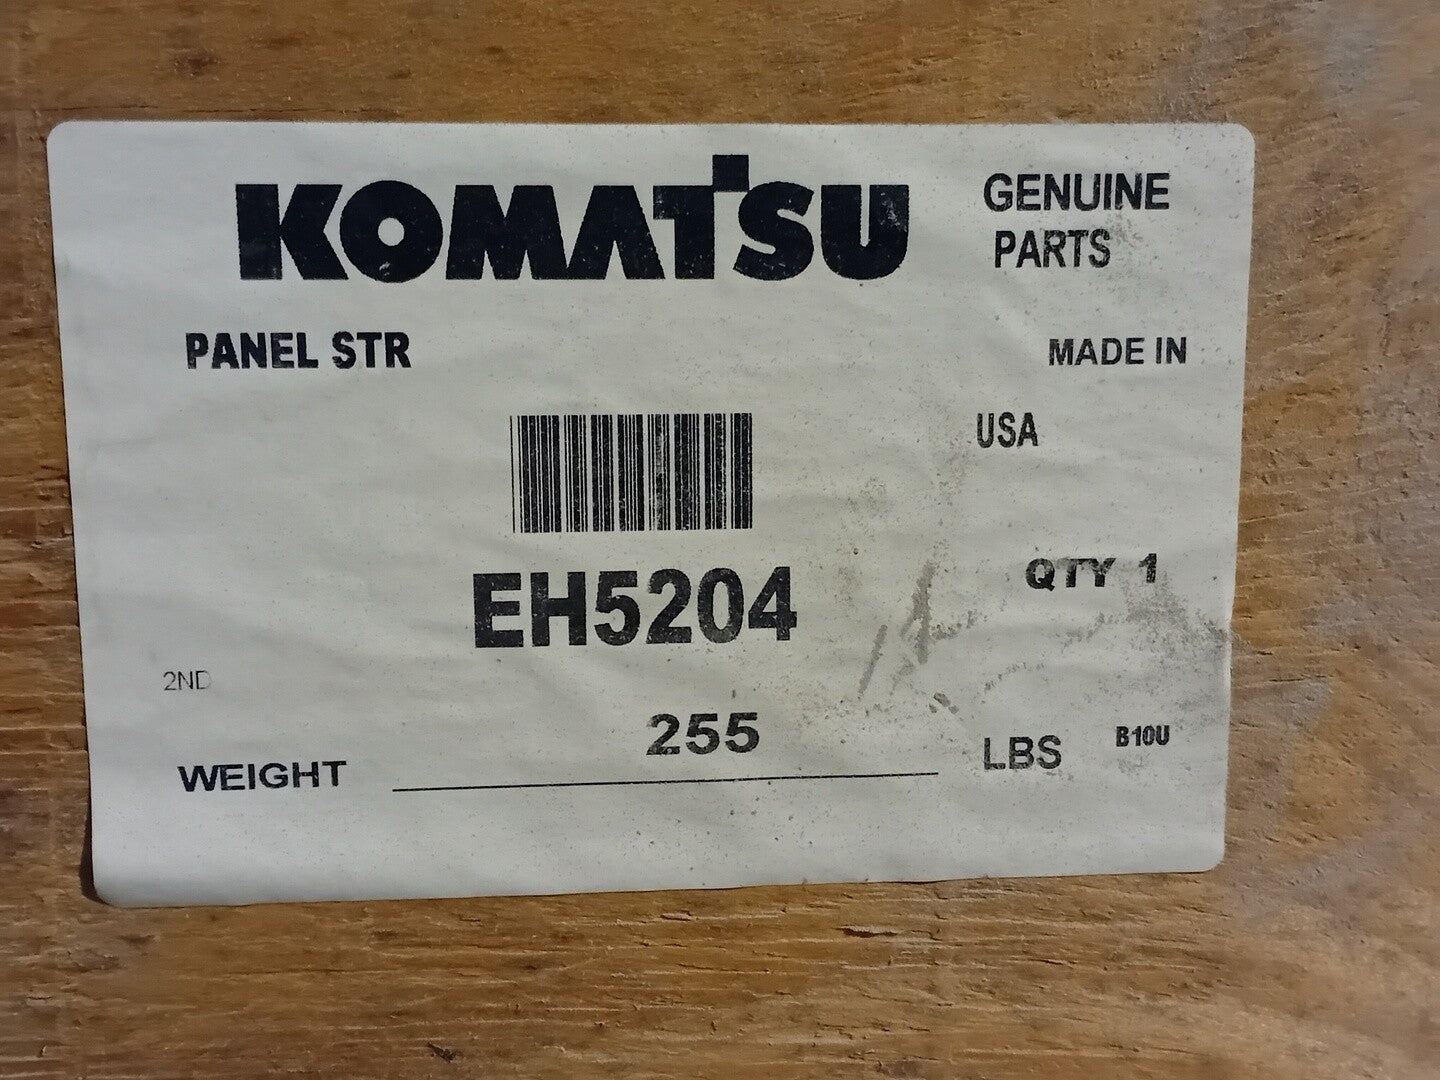 KOMATSU
GENUINE
PARTS
PANEL STR
MADE IN
USA
EH5204
QTY 1
2ND
WEIGHT 255 LBS B10U